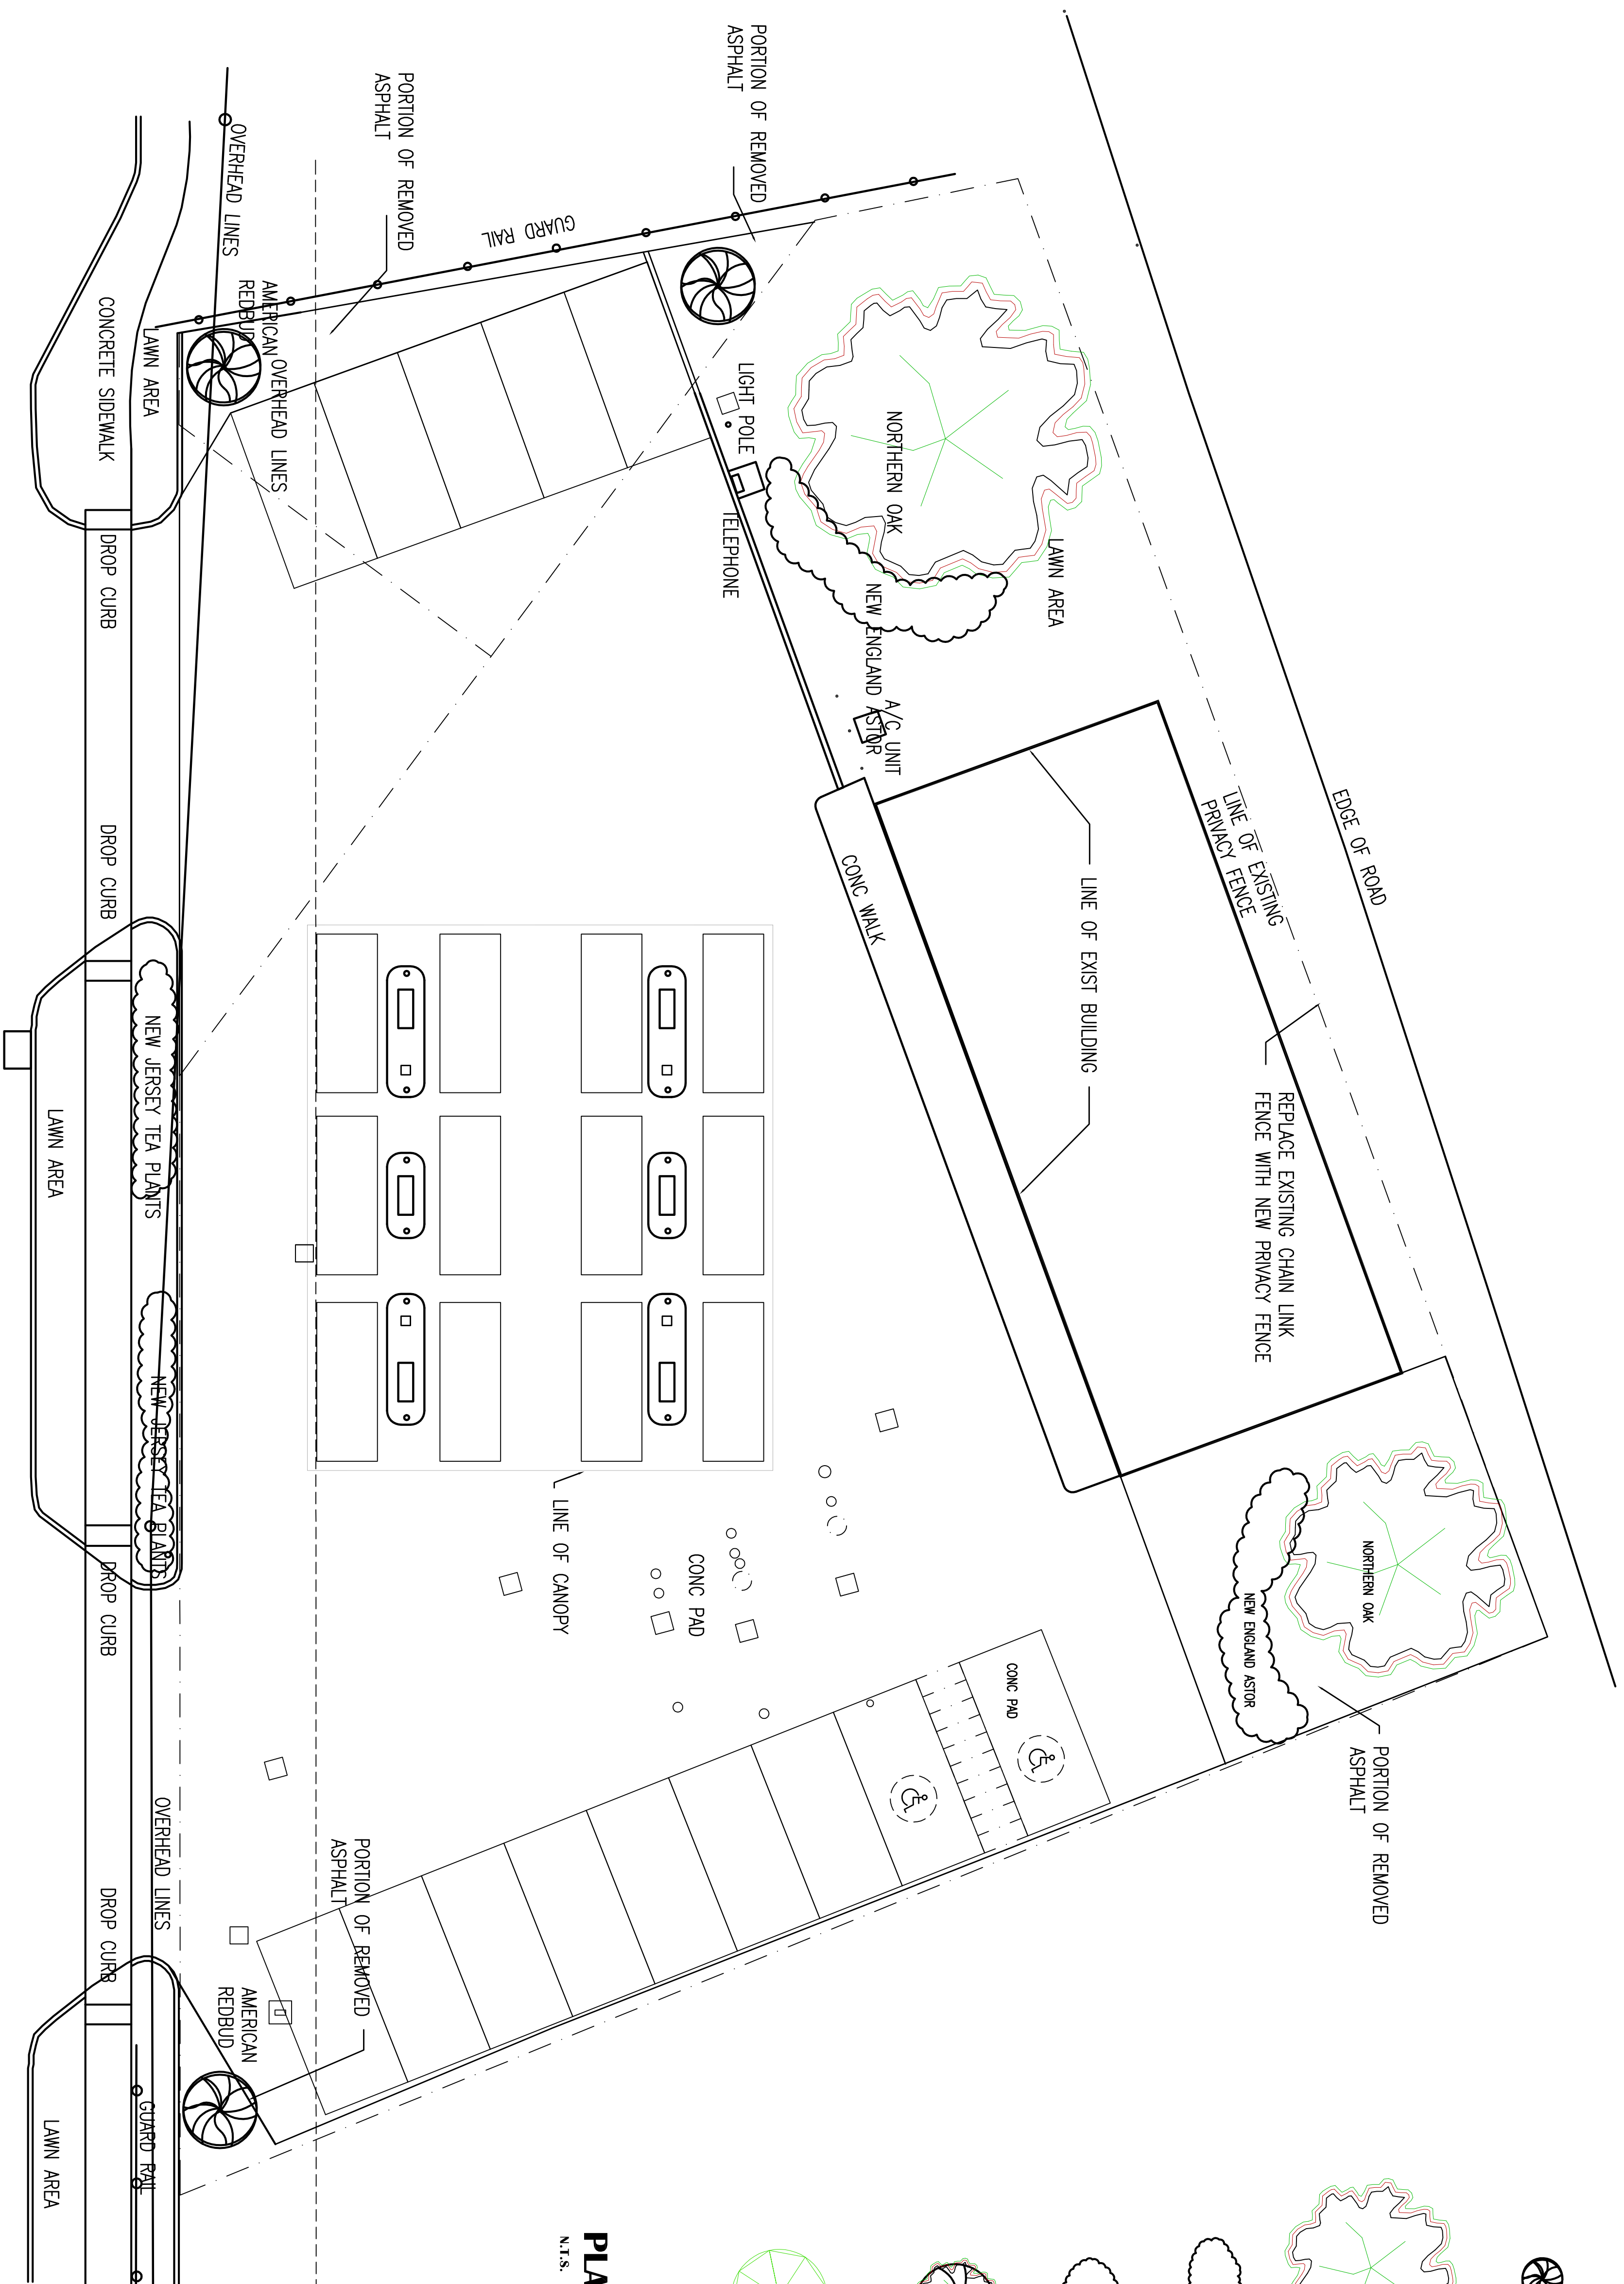 PORTION OF REMOVED
ASPHALT
PORTION OF REMOVED
ASPHALT
OVERHEAD LINES
GUARD RAIL
AMERICAN
REDBUD
OVERHEAD LINES
CONCRETE SIDEWALK
LAWN AREA
LIGHT POLE
TELEPHONE
NORTHERN OAK
LAWN AREA
NEW ENGLAND ASTOR
A/C UNIT
DROP CURB
DROP CURB
CONC WALK
LINE OF EXIST BUILDING
LINE OF EXISTING
PRIVACY FENCE
EDGE OF ROAD
REPLACE EXISTING CHAIN LINK
FENCE WITH NEW PRIVACY FENCE
NEW JERSEY TEA PLANTS
LAWN AREA
NEW JERSEY TEA PLANTS
LINE OF CANOPY
CONC PAD
NORTHERN OAK
NEW ENGLAND ASTOR
CONC PAD
PORTION OF REMOVED
ASPHALT
DROP CURB
OVERHEAD LINES
DROP CURB
PORTION OF REMOVED
ASPHALT
AMERICAN
REDBUD
GUARD RAIL
LAWN AREA
PLA
N.T.S.